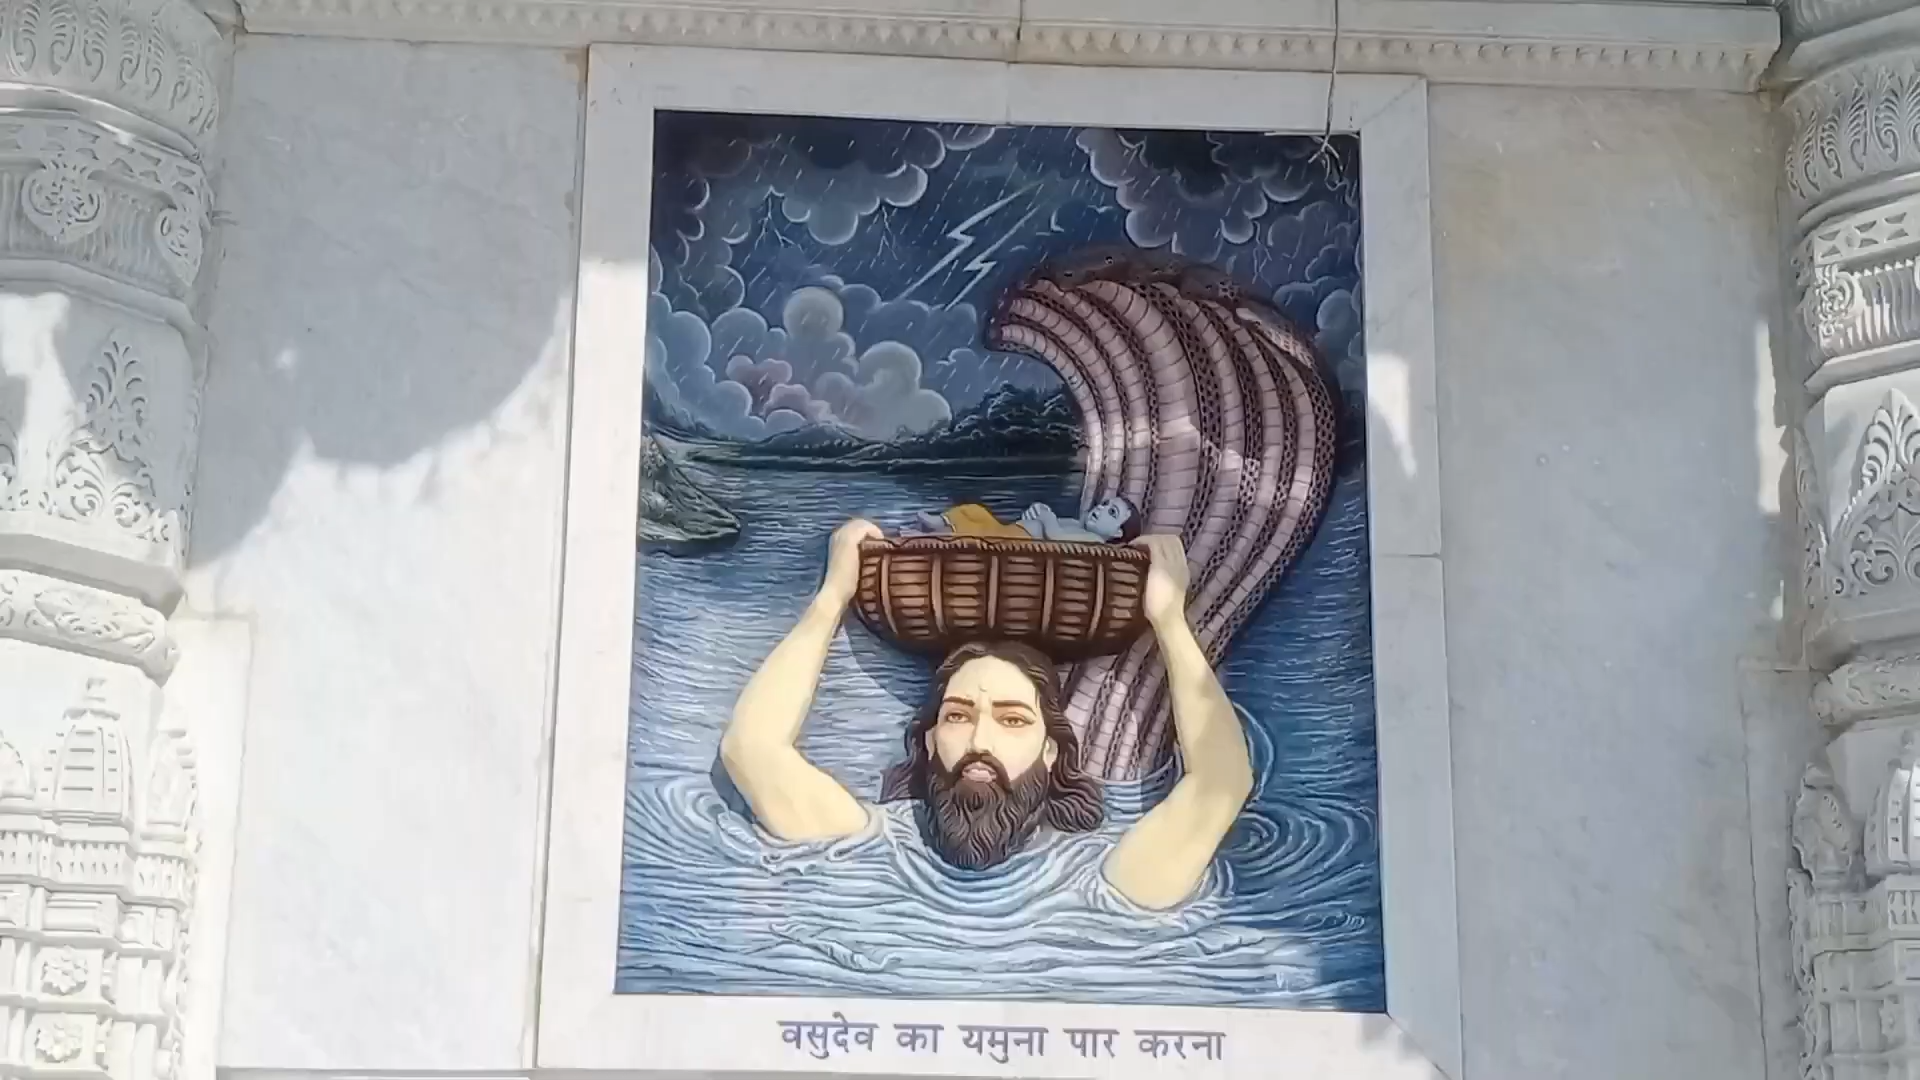 वसुदेव का यमुना पार करना